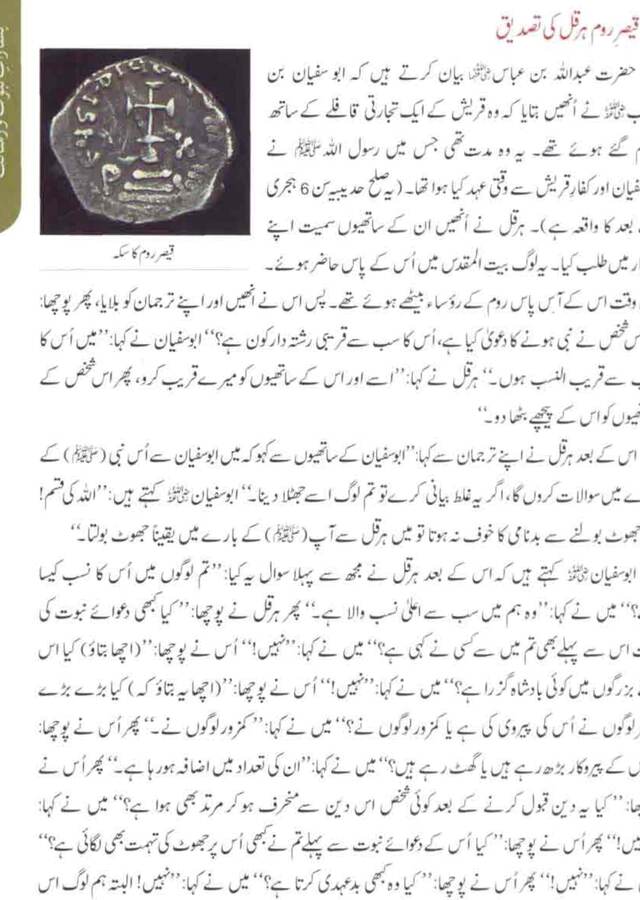 قیصرِ روم ہرقل کی تصدیق
حضرت عبداللہ بن عباس رضی اللہ عنہما بیان کرتے ہیں کہ ابو سفیان بن
نے اُنھیں بتایا کہ وہ قریش کے ایک تجارتی قافلے کے ساتھ
گئے ہوئے تھے۔ یہ وہ مدت تھی جس میں رسول اللہ ﷺ نے
اور کفارِ قریش سے وقتی عہد کیا ہوا تھا۔ (یہ صلح حدیبیہ سن 6 ہجری
بعد کا واقعہ ہے)۔ ہرقل نے اُنھیں ان کے ساتھیوں سمیت اپنے
میں طلب کیا۔ یہ لوگ بیت المقدس میں اُس کے پاس حاضر ہوئے۔
قیصر روم کا سکہ
وقت اس کے آس پاس روم کے رؤساء بیٹھے ہوئے تھے۔ پس اس نے انھیں اور اپنے ترجمان کو بلایا، پھر پوچھا:
شخص نے نبی ہونے کا دعویٰ کیا ہے، اُس کا سب سے قریبی رشتہ دار کون ہے؟‘‘ ابوسفیان نے کہا: ’’میں اُس کا
سے قریب النسب ہوں۔‘‘ ہرقل نے کہا: ’’اسے اور اس کے ساتھیوں کو میرے قریب کرو، پھر اس شخص کے
کو اس کے پیچھے بٹھا دو۔‘‘
اس کے بعد ہرقل نے اپنے ترجمان سے کہا: ’’ابوسفیان کے ساتھیوں سے کہو کہ میں ابوسفیان سے اُس نبی (ﷺ) کے
میں سوالات کروں گا، اگر یہ غلط بیانی کرے تو تم لوگ اسے جھٹلا دینا۔‘‘ ابوسفیان رضی اللہ عنہ کہتے ہیں: ’’اللہ کی قسم!
جھوٹ بولنے سے بدنامی کا خوف نہ ہوتا تو میں ہرقل سے آپ (ﷺ) کے بارے میں یقیناً جھوٹ بولتا۔‘‘
ابوسفیان رضی اللہ عنہ کہتے ہیں کہ اس کے بعد ہرقل نے مجھ سے پہلا سوال یہ کیا: ’’تم لوگوں میں اُس کا نسب کیسا
؟‘‘ میں نے کہا: ’’وہ ہم میں سب سے اعلیٰ نسب والا ہے۔‘‘ پھر ہرقل نے پوچھا: ’’کیا کبھی دعوائے نبوت کی
اس سے پہلے بھی تم میں سے کسی نے کہی ہے؟‘‘ میں نے کہا: ’’نہیں!‘‘ اُس نے پوچھا: ’’(اچھا بتاؤ) کیا اس
بزرگوں میں کوئی بادشاہ گزرا ہے؟‘‘ میں نے کہا: ’’نہیں!‘‘ اُس نے پوچھا: ’’(اچھا یہ بتاؤ کہ) کیا بڑے بڑے
لوگوں نے اُس کی پیروی کی ہے یا کمزور لوگوں نے؟‘‘ میں نے کہا: ’’کمزور لوگوں نے۔‘‘ پھر اُس نے پوچھا:
کے پیروکار بڑھ رہے ہیں یا گھٹ رہے ہیں؟‘‘ میں نے کہا: ’’ان کی تعداد میں اضافہ ہو رہا ہے۔‘‘ پھر اُس نے
’’کیا یہ دین قبول کرنے کے بعد کوئی شخص اس دین سے منحرف ہو کر مرتد بھی ہوا ہے؟‘‘ میں نے کہا:
پھر اُس نے پوچھا: ’’کیا اُس کے دعوائے نبوت سے پہلے تم نے کبھی اُس پر جھوٹ کی تہمت بھی لگائی ہے؟‘‘
نے کہا: ’’نہیں!‘‘ پھر اُس نے پوچھا: ’’کیا وہ کبھی بدعہدی کرتا ہے؟‘‘ میں نے کہا: ’’نہیں! البتہ ہم لوگ اس